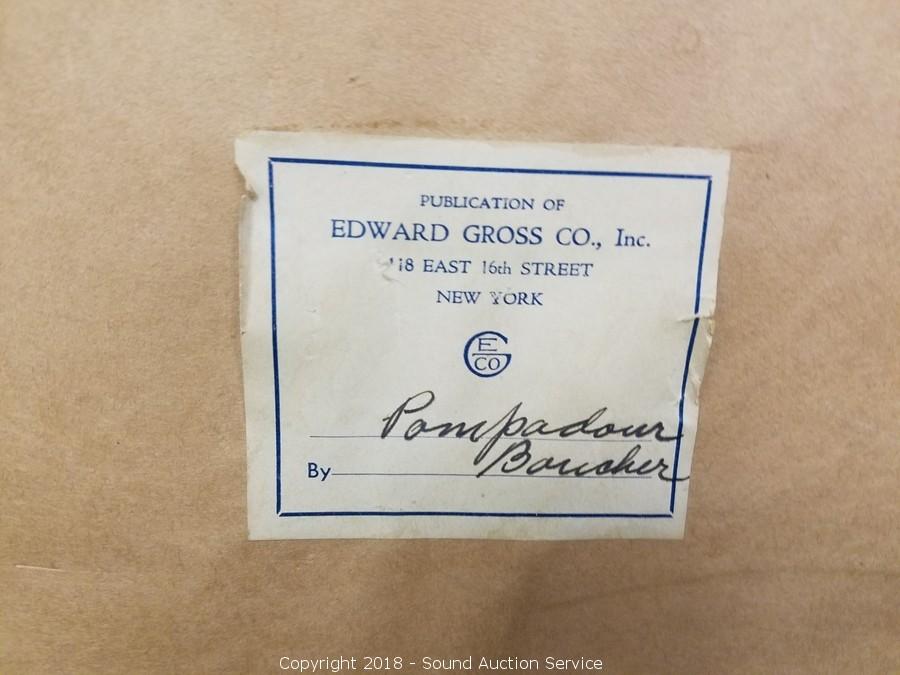 PUBLICATION OF
EDWARD GROSS CO., Inc.
118 EAST 16th STREET
NEW YORK
E
G
CO
Pompadour
By Boucher
Copyright 2018 - Sound Auction Service